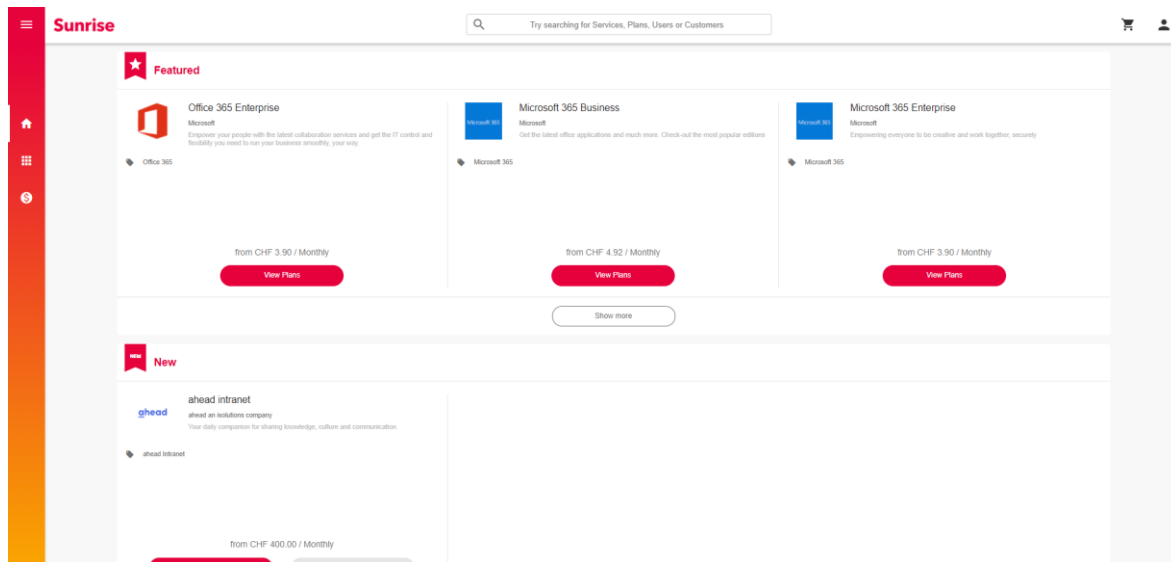 Sunrise
Try searching for Services, Plans, Users or Customers
Featured
Office 365 Enterprise
Microsoft
Empower your people with the latest collaboration services and get the IT control and
flexibility you need to run your business smoothly, your way.
Office 365
from CHF 3.90 / Monthly
View Plans
Microsoft 365
Microsoft 365 Business
Microsoft
Get the latest office applications and much more. Check-out the most popular editions
Microsoft 365
from CHF 4.92 / Monthly
View Plans
Microsoft 365
Microsoft 365 Enterprise
Microsoft
Empowering everyone to be creative and work together, securely
Microsoft 365
from CHF 3.90 / Monthly
View Plans
Show more
NEW
New
ahead
ahead intranet
ahead an isolutions company
Your daily companion for sharing knowledge, culture and communication.
ahead Intranet
from CHF 400.00 / Monthly